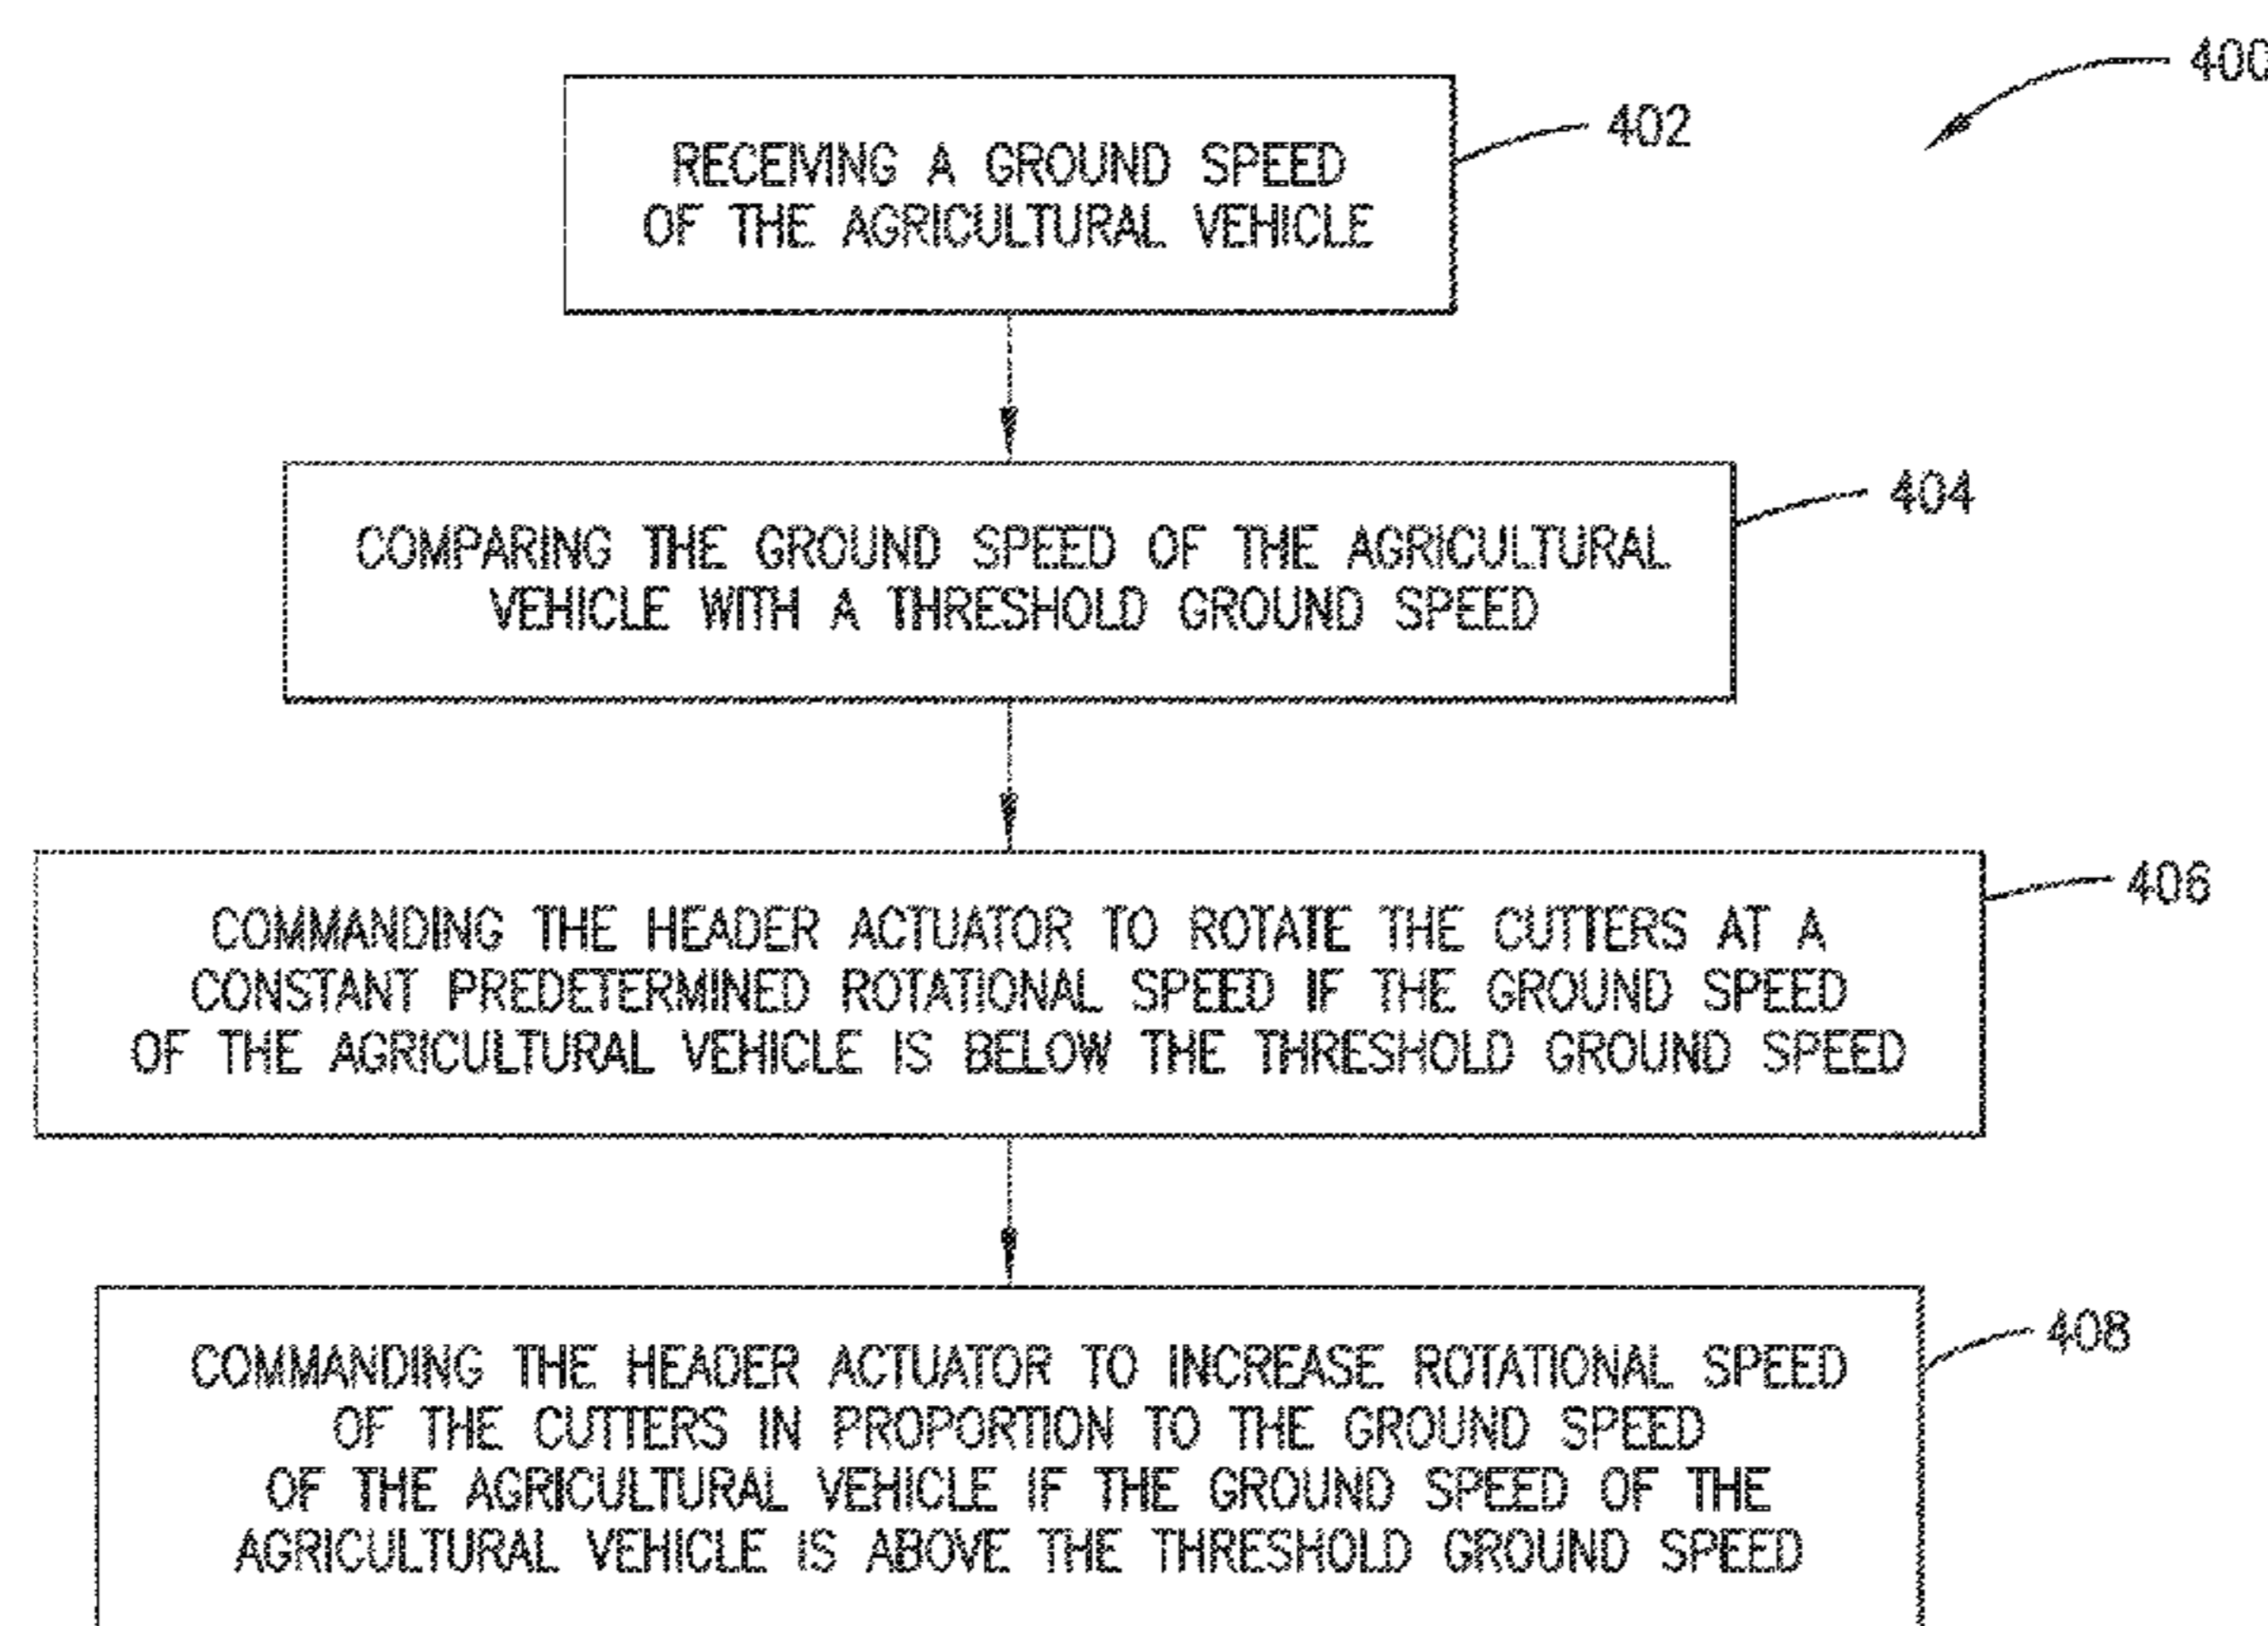 400
402
RECEIVING A GROUND SPEED
OF THE AGRICULTURAL VEHICLE
404
COMPARING THE GROUND SPEED OF THE AGRICULTURAL
VEHICLE WITH A THRESHOLD GROUND SPEED
406
COMMANDING THE HEADER ACTUATOR TO ROTATE THE CUTTERS AT A
CONSTANT PREDETERMINED ROTATIONAL SPEED IF THE GROUND SPEED
OF THE AGRICULTURAL VEHICLE IS BELOW THE THRESHOLD GROUND SPEED
408
COMMANDING THE HEADER ACTUATOR TO INCREASE ROTATIONAL SPEED
OF THE CUTTERS IN PROPORTION TO THE GROUND SPEED
OF THE AGRICULTURAL VEHICLE IF THE GROUND SPEED OF THE
AGRICULTURAL VEHICLE IS ABOVE THE THRESHOLD GROUND SPEED